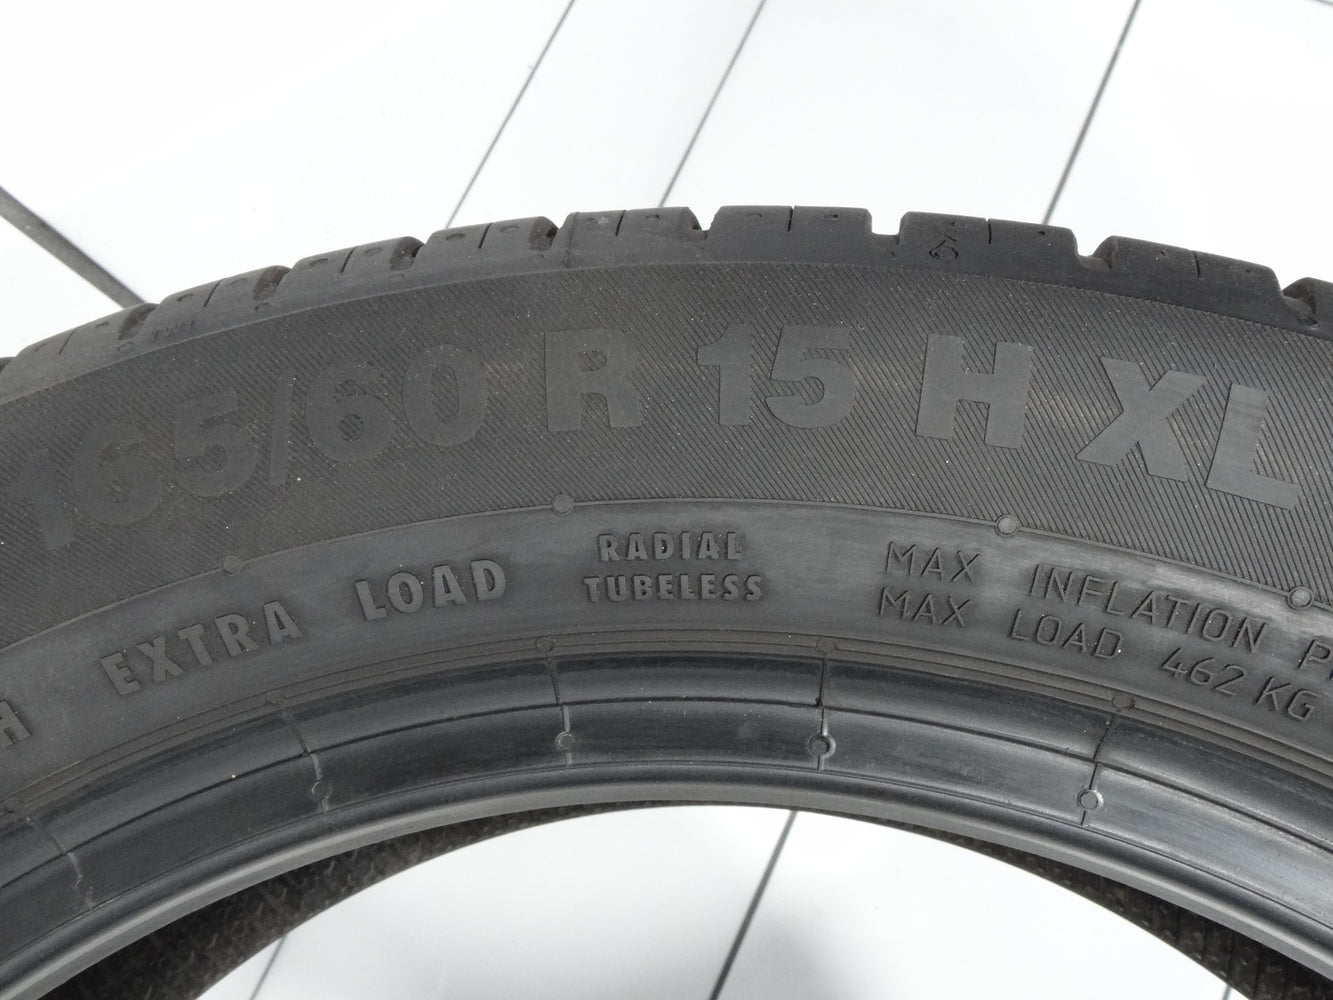 165/60 R 15 H XL
EXTRA LOAD
RADIAL
TUBELESS
MAX INFLATION
MAX LOAD 462 KG